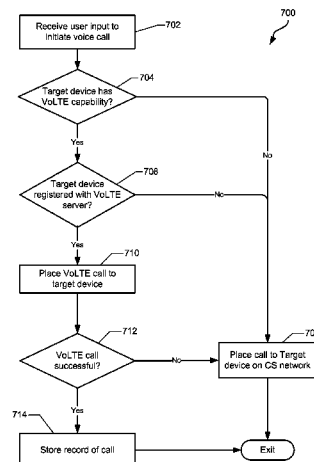 Receive user input to
initiate voice call
702
700
Target device has
VoLTE capability?
704
No
Yes
Target device
registered with VoLTE
server?
708
No
Yes
Place VoLTE call to
target device
710
VoLTE call
successful?
712
No
Place call to Target
device on CS network
70
Yes
714
Store record of call
Exit